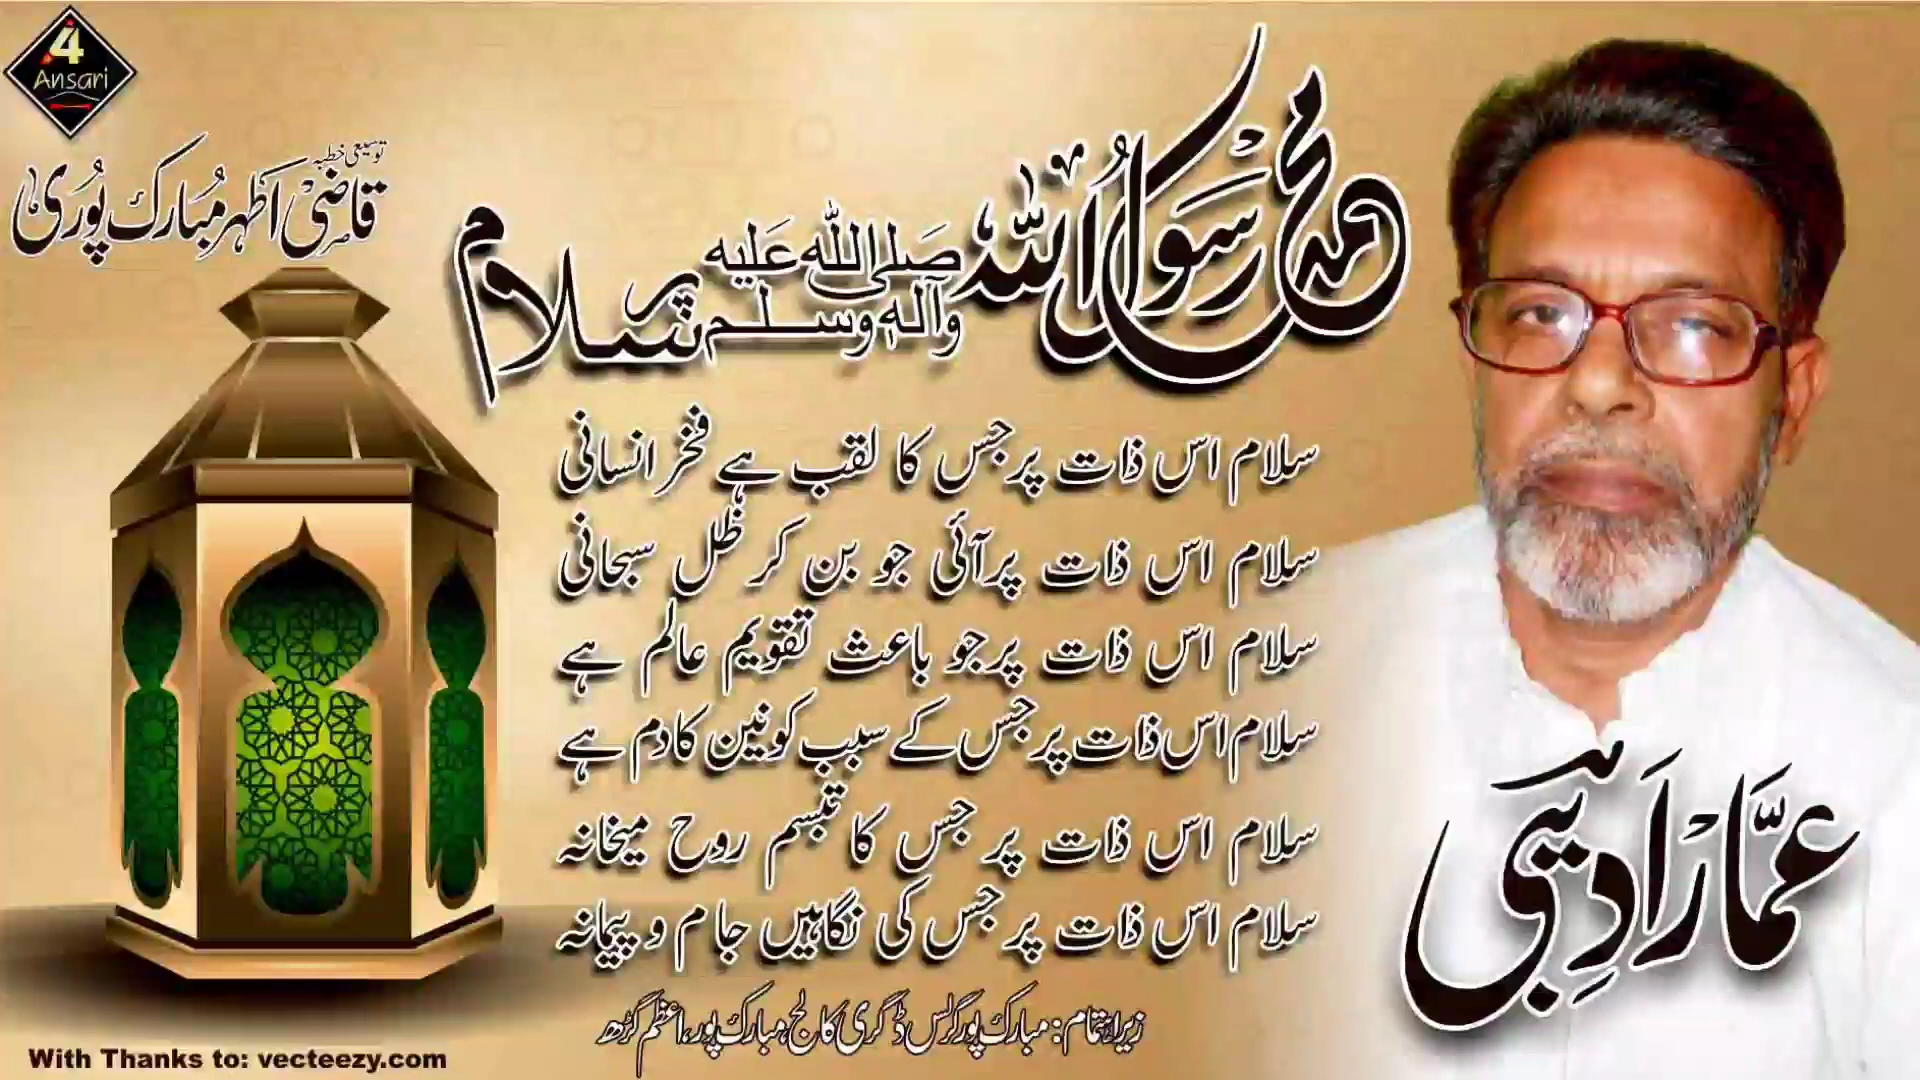 4
Ansari
توسیعی خطبہ
قاضی اطہر مبارک پوری
محمد رسول اللہ صلی اللہ علیہ وآلہ وسلم پر سلام
سلام اس ذات پر جس کا لقب ہے فخر انسانی
سلام اس ذات پر آئی جو بن کر ظل سبحانی
سلام اس ذات پر جو باعث تقویم عالم ہے
سلام اس ذات پر جس کے سبب کونین کا دم ہے
سلام اس ذات پر جس کا تبسم روح میخانہ
سلام اس ذات پر جس کی نگاہیں جام و پیمانہ
عمار ادیبی
زیر اہتمام: مبارک پور گرلس ڈگری کالج، مبارک پور، اعظم گڑھ
With Thanks to: vecteezy.com